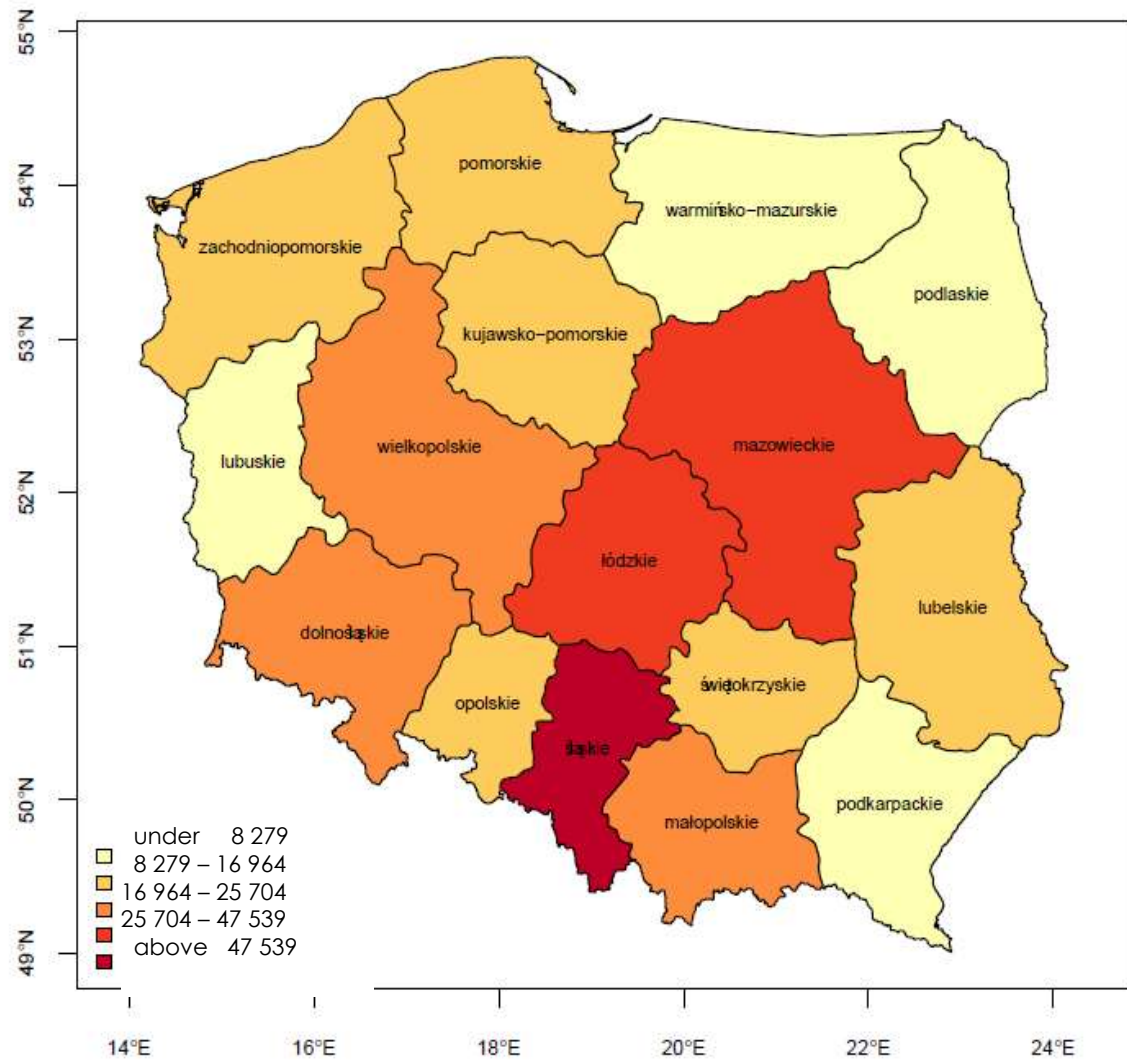 55°N
54°N
53°N
52°N
51°N
50°N
49°N
pomorskie
warmińsko−mazurskie
zachodniopomorskie
podlaskie
kujawsko−pomorskie
wielkopolskie
mazowieckie
lubuskie
łódzkie
lubelskie
dolnośląskie
opolskie
świętokrzyskie
śląskie
podkarpackie
małopolskie
under 8 279
8 279 – 16 964
16 964 – 25 704
25 704 – 47 539
above 47 539
14°E 16°E 18°E 20°E 22°E 24°E